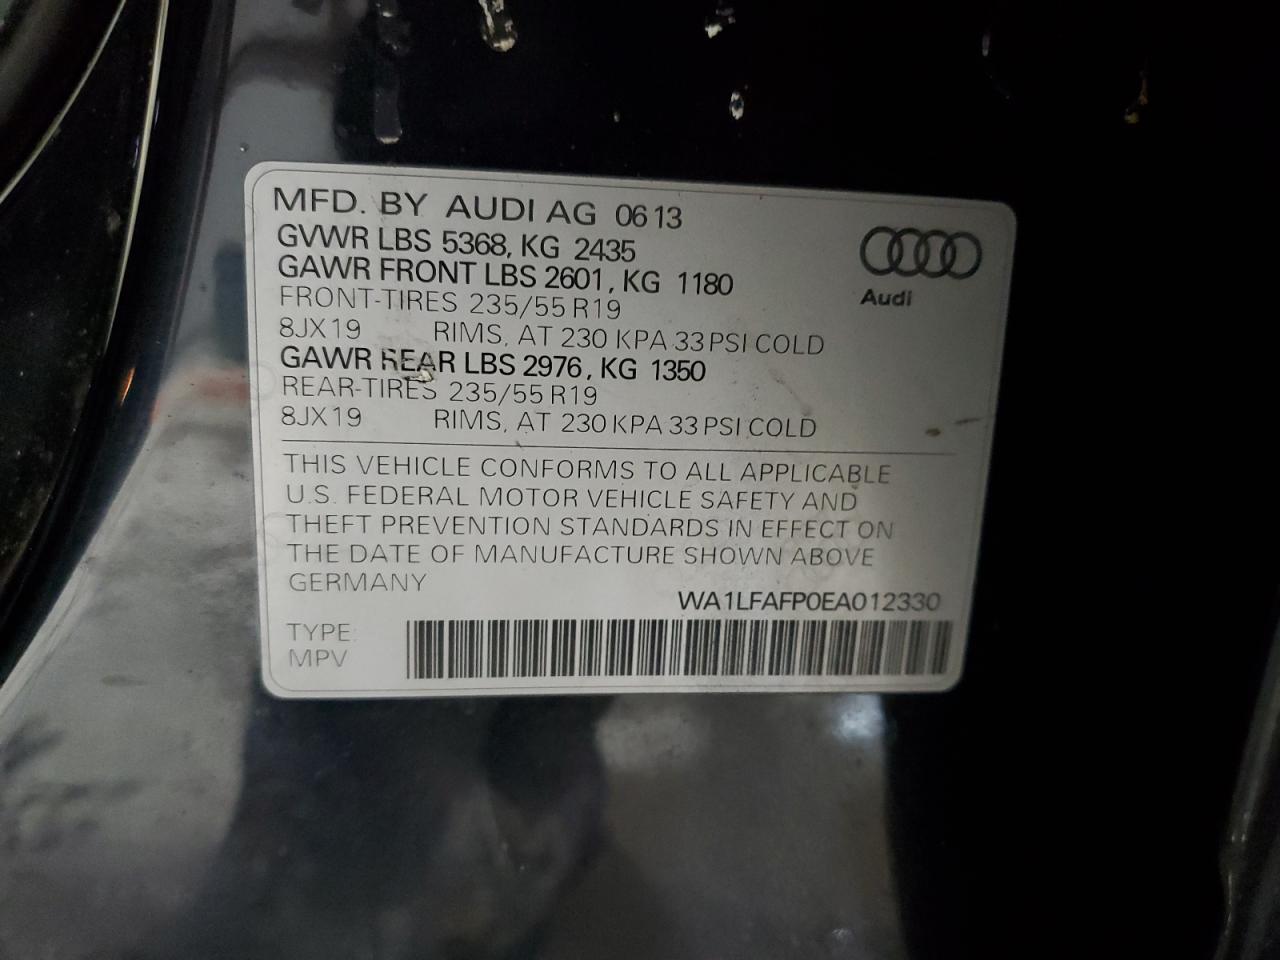 MFD. BY AUDI AG 0613
GVWR LBS 5368, KG 2435
GAWR FRONT LBS 2601, KG 1180
FRONT-TIRES 235/55 R19
8JX19 RIMS, AT 230 KPA 33 PSI COLD
GAWR REAR LBS 2976, KG 1350
REAR-TIRES 235/55 R19
8JX19 RIMS, AT 230 KPA 33 PSI COLD
Audi
THIS VEHICLE CONFORMS TO ALL APPLICABLE
U.S. FEDERAL MOTOR VEHICLE SAFETY AND
THEFT PREVENTION STANDARDS IN EFFECT ON
THE DATE OF MANUFACTURE SHOWN ABOVE
GERMANY
WA1LFAFP0EA012330
TYPE:
MPV